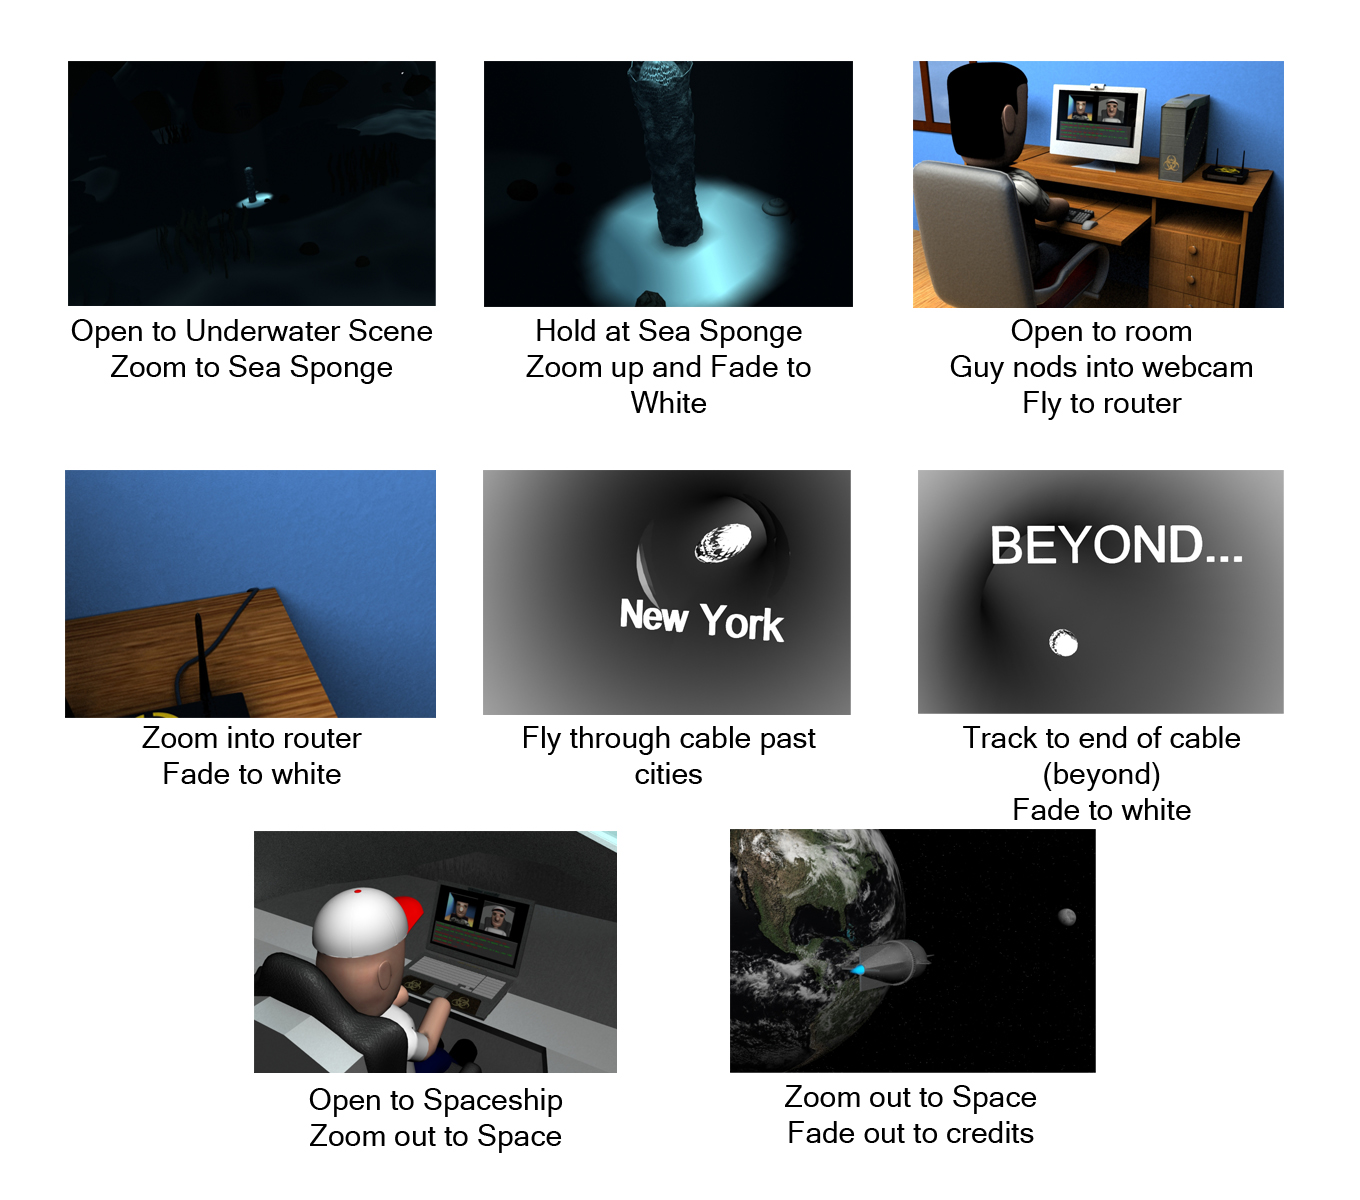 Open to Underwater Scene
Zoom to Sea Sponge
Hold at Sea Sponge
Zoom up and Fade to
White
Open to room
Guy nods into webcam
Fly to router
New York
BEYOND...
Zoom into router
Fade to white
Fly through cable past
cities
Track to end of cable
(beyond)
Fade to white
Open to Spaceship
Zoom out to Space
Zoom out to Space
Fade out to credits